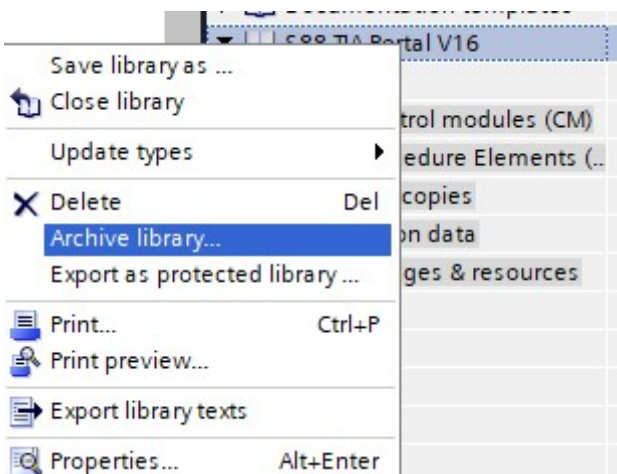 Documentation templates
S88 TIA Portal V16
Save library as ...
Close library
trol modules (CM)
Update types
edure Elements (..
Delete Del
copies
Archive library...
on data
Export as protected library ...
ges & resources
Print... Ctrl+P
Print preview...
Export library texts
Properties... Alt+Enter